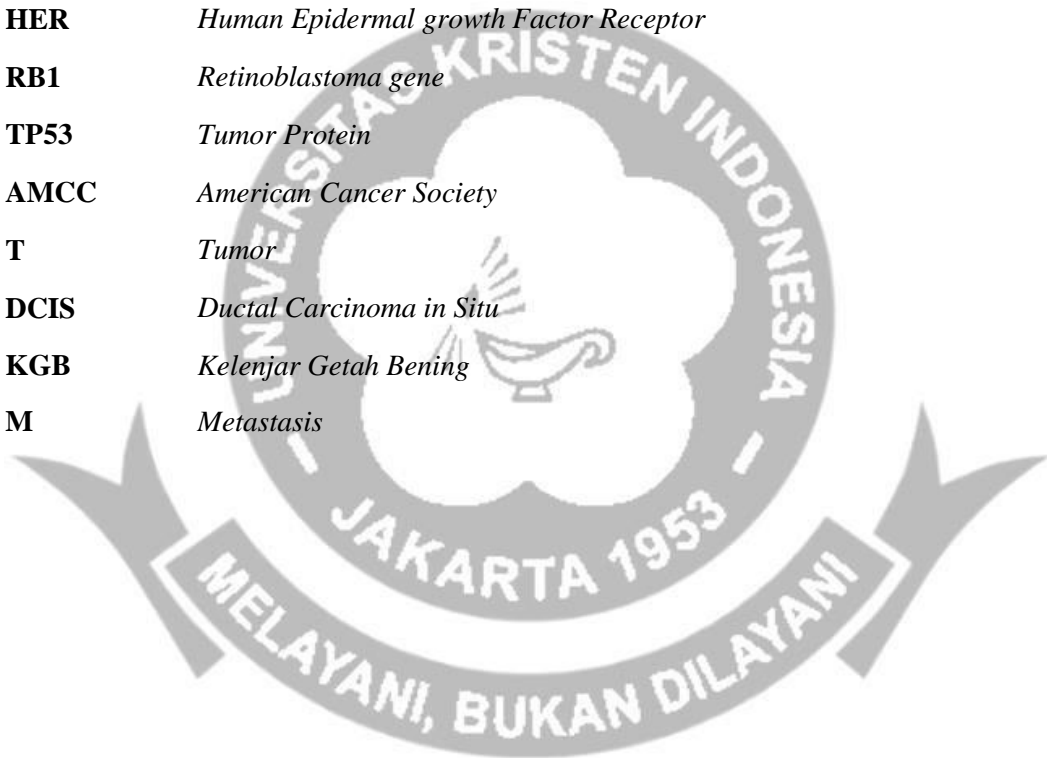 HER Human Epidermal growth Factor Receptor
RB1 Retinoblastoma gene
TP53 Tumor Protein
AMCC American Cancer Society
T Tumor
DCIS Ductal Carcinoma in Situ
KGB Kelenjar Getah Bening
M Metastasis
UNIVERSITAS KRISTEN INDONESIA
- JAKARTA 1953 -
MELAYANI, BUKAN DILAYANI